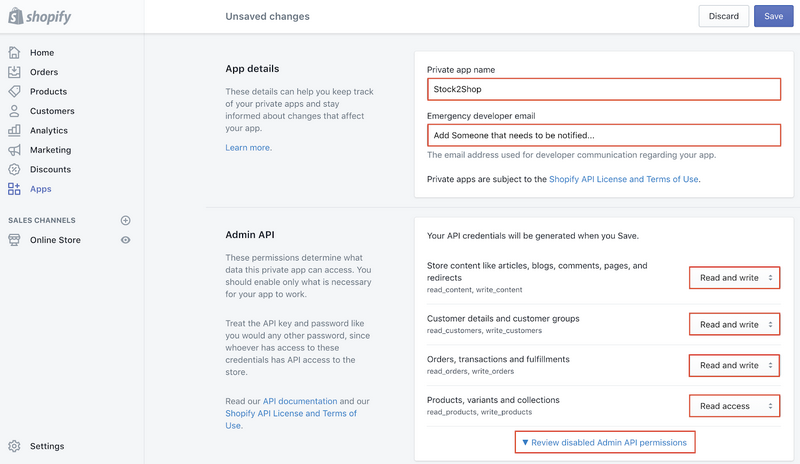 shopify
Unsaved changes
Discard
Save
Home
Orders
Products
Customers
Analytics
Marketing
Discounts
Apps
SALES CHANNELS
Online Store
Settings
App details
These details can help you keep track
of your private apps and stay
informed about changes that affect
your app.
Learn more.
Private app name
Stock2Shop
Emergency developer email
Add Someone that needs to be notified...
The email address used for developer communication regarding your app.
Private apps are subject to the Shopify API License and Terms of Use.
Admin API
These permissions determine what
data this private app can access. You
should enable only what is necessary
for your app to work.
Treat the API key and password like
you would any other password, since
whoever has access to these
credentials has API access to the
store.
Read our API documentation and our
Shopify API License and Terms of
Use.
Your API credentials will be generated when you Save.
Store content like articles, blogs, comments, pages, and
redirects
read_content, write_content
Read and write
Customer details and customer groups
read_customers, write_customers
Read and write
Orders, transactions and fulfillments
read_orders, write_orders
Read and write
Products, variants and collections
read_products, write_products
Read access
▼ Review disabled Admin API permissions